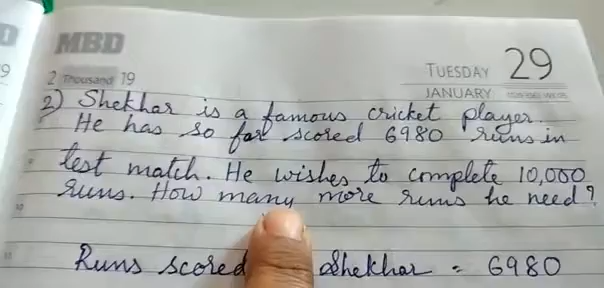 MBD
2 Thousand 19
TUESDAY 29
JANUARY
2) Shekhar is a famous cricket player.
He has so far scored 6980 runs in
test match. He wishes to complete 10,000
runs. How many more runs he need?
Runs scored Shekhar = 6980